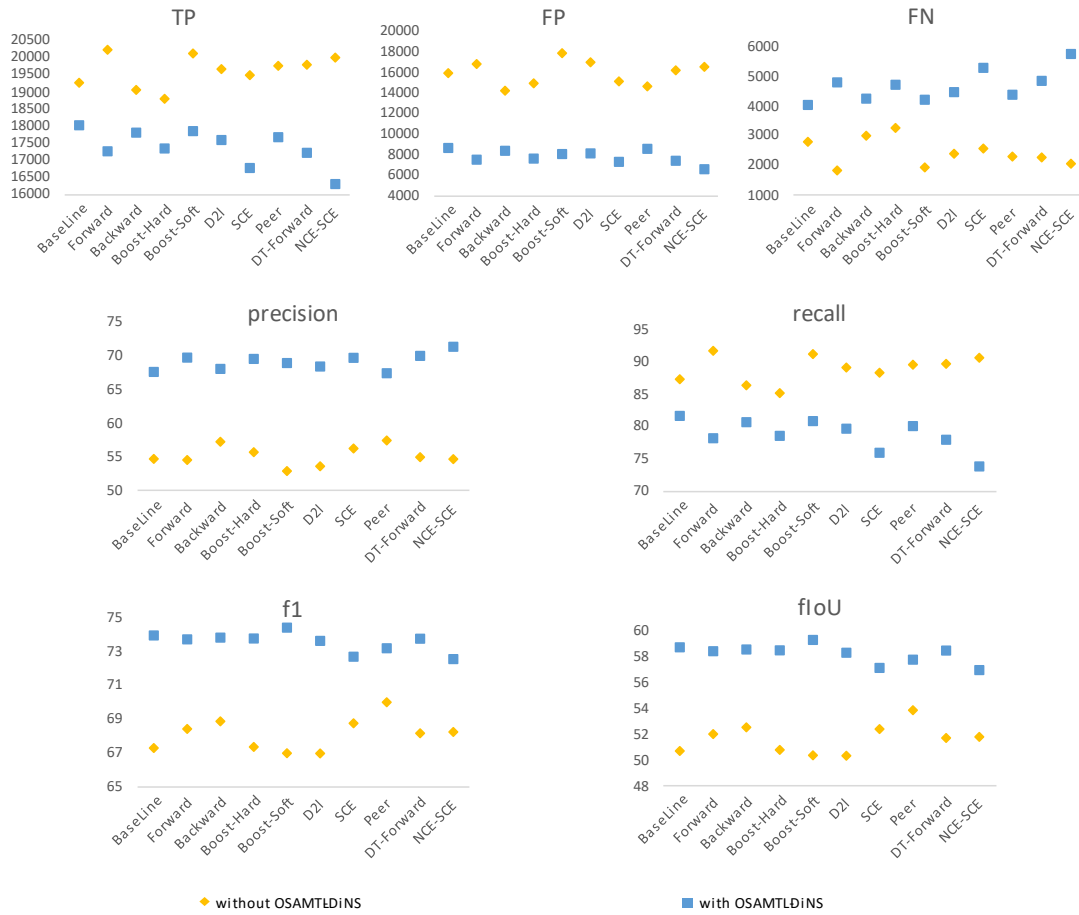 TP
20500
20000
19500
19000
18500
18000
17500
17000
16500
16000
BaseLine
Forward
Backward
Boost-Hard
Boost-Soft
D2l
SCE
Peer
DT-Forward
NCE-SCE
FP
20000
18000
16000
14000
12000
10000
8000
6000
4000
BaseLine
Forward
Backward
Boost-Hard
Boost-Soft
D2l
SCE
Peer
DT-Forward
NCE-SCE
FN
6000
5000
4000
3000
2000
1000
BaseLine
Forward
Backward
Boost-Hard
Boost-Soft
D2l
SCE
Peer
DT-Forward
NCE-SCE
precision
75
70
65
60
55
50
BaseLine
Forward
Backward
Boost-Hard
Boost-Soft
D2l
SCE
Peer
DT-Forward
NCE-SCE
recall
95
90
85
80
75
70
BaseLine
Forward
Backward
Boost-Hard
Boost-Soft
D2l
SCE
Peer
DT-Forward
NCE-SCE
f1
75
73
71
69
67
65
BaseLine
Forward
Backward
Boost-Hard
Boost-Soft
D2l
SCE
Peer
DT-Forward
NCE-SCE
fIoU
60
58
56
54
52
50
48
BaseLine
Forward
Backward
Boost-Hard
Boost-Soft
D2l
SCE
Peer
DT-Forward
NCE-SCE
without OSAMTL-DiNS
with OSAMTL-DiNS